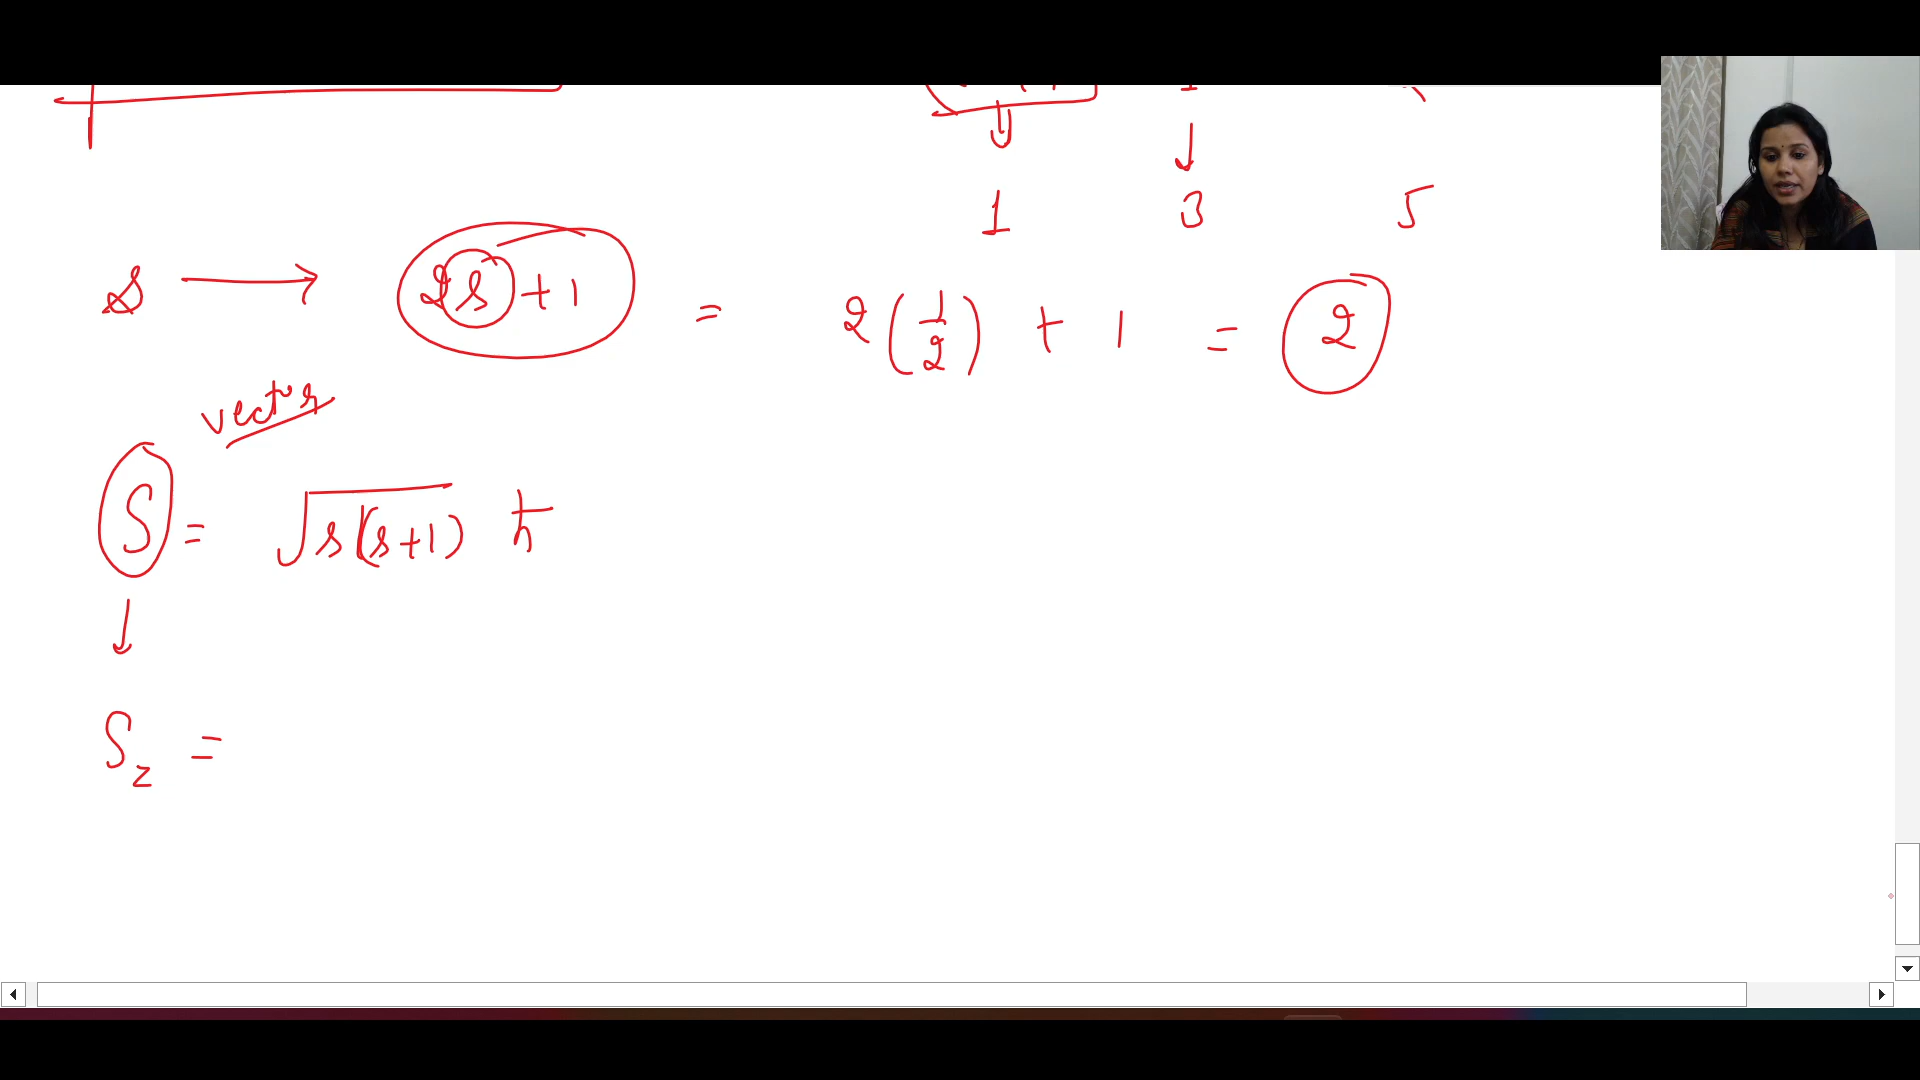 1 3 5
s → 2s + 1 = 2(1/2) + 1 = 2
vector
S = √s(s+1) ℏ
↓
S_z =